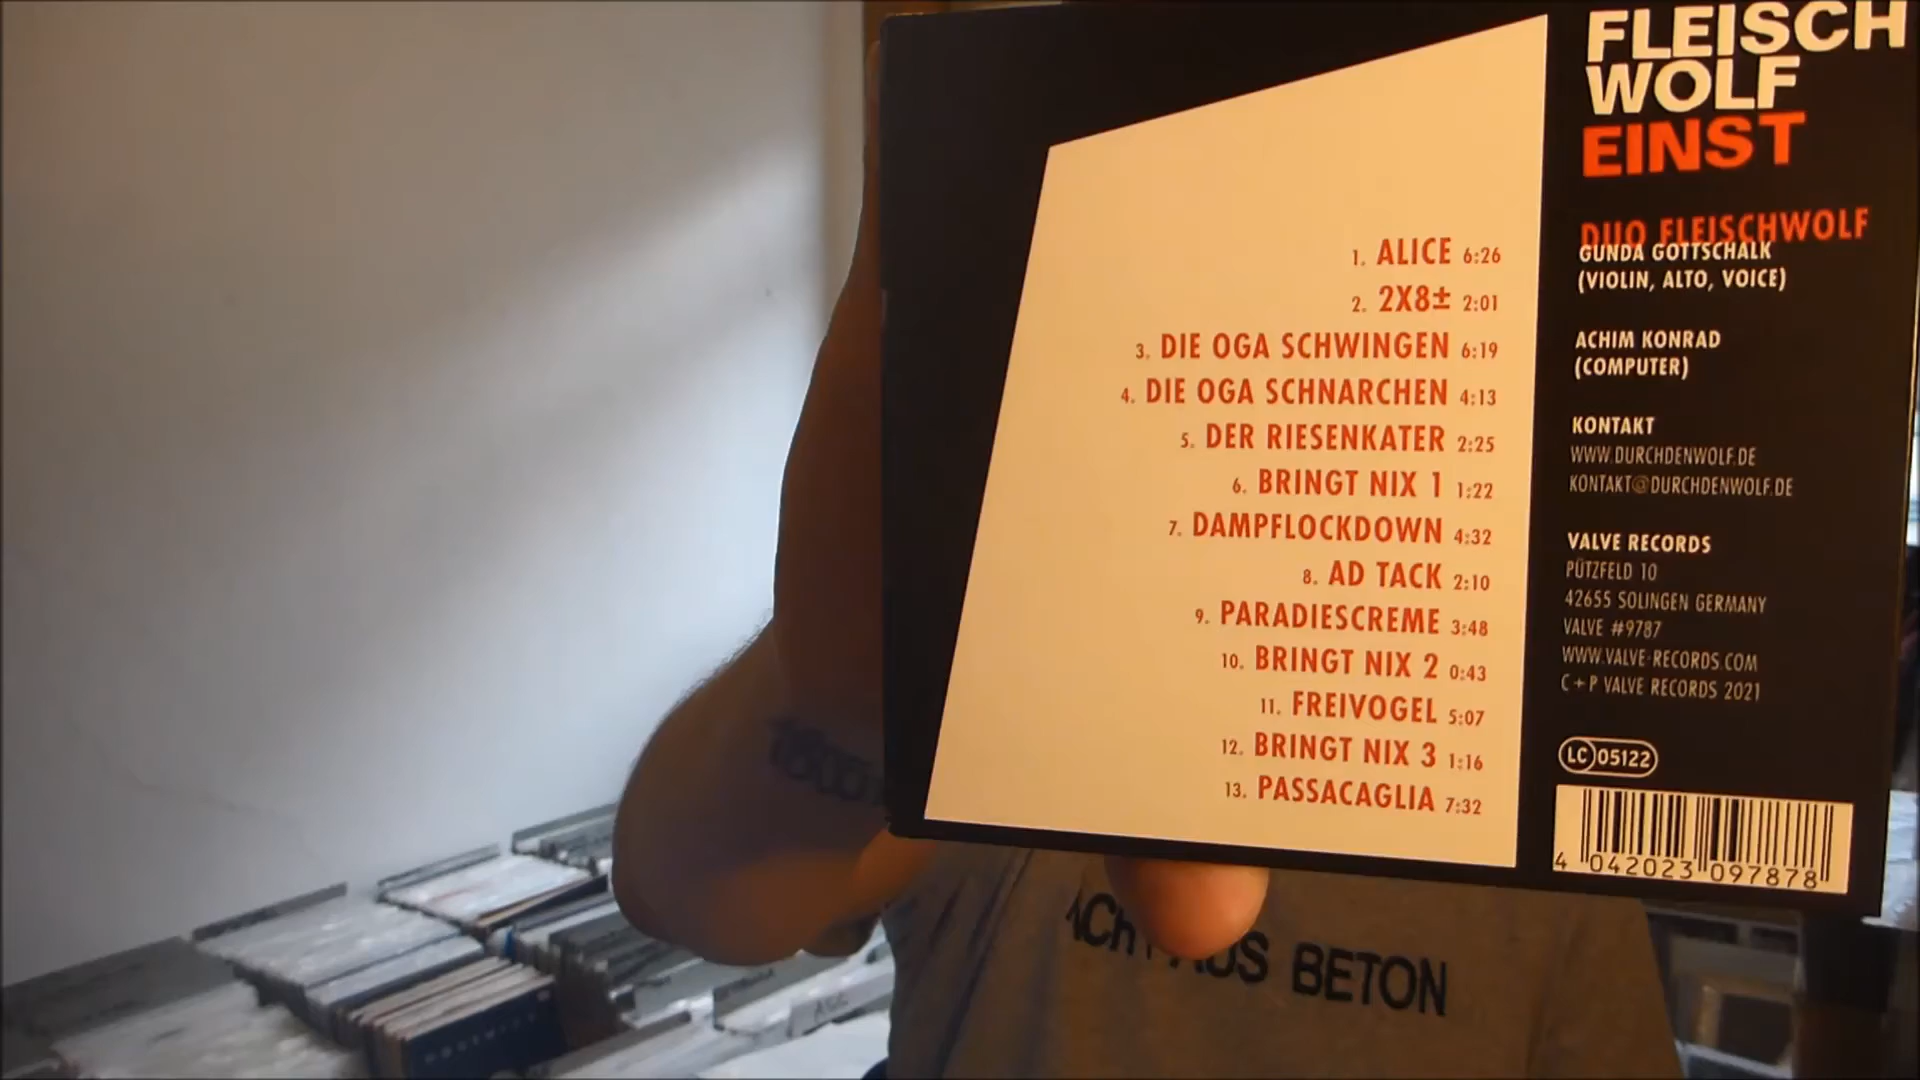 FLEISCH
WOLF
EINST
DUO FLEISCHWOLF
GUNDA GOTTSCHALK
(VIOLIN, ALTO, VOICE)
ACHIM KONRAD
(COMPUTER)
KONTAKT
WWW.DURCHDENWOLF.DE
KONTAKT@DURCHDENWOLF.DE
VALVE RECORDS
PÜTZFELD 10
42655 SOLINGEN GERMANY
VALVE #9787
WWW.VALVE-RECORDS.COM
C+P VALVE RECORDS 2021
LC 05122
4 042023 097878
1. ALICE 6:26
2. 2X8± 2:01
3. DIE OGA SCHWINGEN 6:19
4. DIE OGA SCHNARCHEN 4:13
5. DER RIESENKATER 2:25
6. BRINGT NIX 1 1:22
7. DAMPFLOCKDOWN 4:32
8. AD TACK 2:10
9. PARADIESCREME 3:48
10. BRINGT NIX 2 0:43
11. FREIVOGEL 5:07
12. BRINGT NIX 3 1:16
13. PASSACAGLIA 7:32
AUS BETON